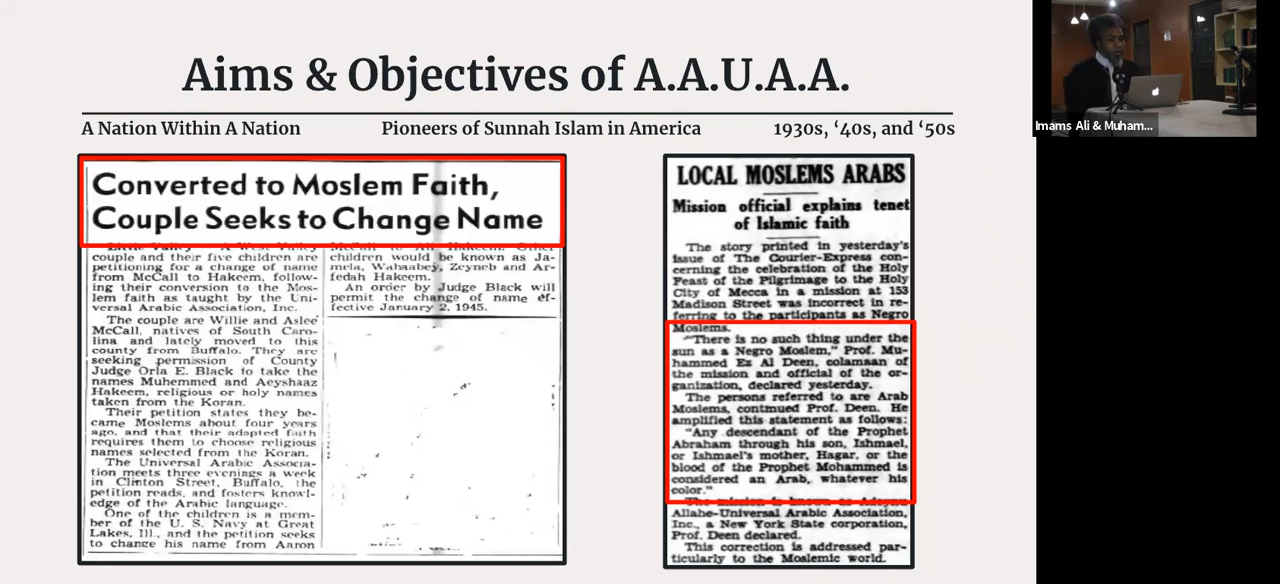 Aims & Objectives of A.A.U.A.A.
A Nation Within A Nation
Pioneers of Sunnah Islam in America
1930s, ‘40s, and ‘50s
Converted to Moslem Faith,
Couple Seeks to Change Name
Little Valley — A West Valley
couple and their five children are
petitioning for a change of name
from McCall to Hakeem, follow-
ing their conversion to the Mos-
lem faith as taught by the Uni-
versal Arabic Association, Inc.
The couple are Willie and Aslee
McCall, natives of South Caro-
lina and lately moved to this
county from Buffalo. They are
seeking permission of County
Judge Orla E. Black to take the
names Muhemmed and Aeyshaaz
Hakeem, religious or holy names
taken from the Koran.
Their petition states they be-
came Moslems about four years
ago, and that their adopted faith
requires them to choose religious
names selected from the Koran.
The Universal Arabic Associa-
tion meets three evenings a week
in Clinton Street, Buffalo, the
petition reads, and fosters knowl-
edge of the Arabic language.
One of the children is a mem-
ber of the U. S. Navy at Great
Lakes, Ill., and the petition seeks
to change his name from Aaron
McCall to Ali Hakeem. Other
children would be known as Ja-
mela, Wahaabey, Zeyneb and Ar-
fedah Hakeem.
An order by Judge Black will
permit the change of name ef-
fective January 2, 1945.
LOCAL MOSLEMS ARABS
Mission official explains tenet
of Islamic faith
The story printed in yesterday's
issue of The Courier-Express con-
cerning the celebration of the Holy
Feast of the Pilgrimage to the Holy
City of Mecca in a mission at 153
Madison Street was incorrect in re-
ferring to the participants as Negro
Moslems.
"There is no such thing under the
sun as a Negro Moslem," Prof. Mu-
hammed Ez Al Deen, colamaan of
the mission and official of the or-
ganization, declared yesterday.
The persons referred to are Arab
Moslems, continued Prof. Deen. He
amplified this statement as follows:
"Any descendant of the Prophet
Abraham through his son, Ishmael,
or Ishmael's mother, Hagar, or the
blood of the Prophet Mohammed is
considered an Arab, whatever his
color."
The mission is known as
Allabe-Universal Arabic Association,
Inc., a New York State corporation,
Prof. Deen declared.
This correction is addressed par-
ticularly to the Moslemic world.
Imams Ali & Muham...